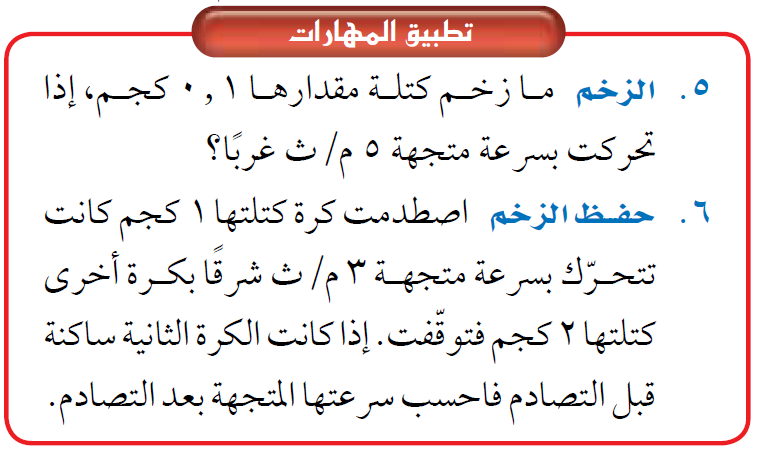 تطبيق المهارات
٥. الزخم ما زخم كتلة مقدارها ٠,١ كجم، إذا
تحركت بسرعة متجهة ٥ م/ ث غربًا؟
٦. حفظ الزخم اصطدمت كرة كتلتها ١ كجم كانت
تتحرّك بسرعة متجهة ٣ م/ ث شرقًا بكرة أخرى
كتلتها ٢ كجم فتوقّفت. إذا كانت الكرة الثانية ساكنة
قبل التصادم فاحسب سرعتها المتجهة بعد التصادم.